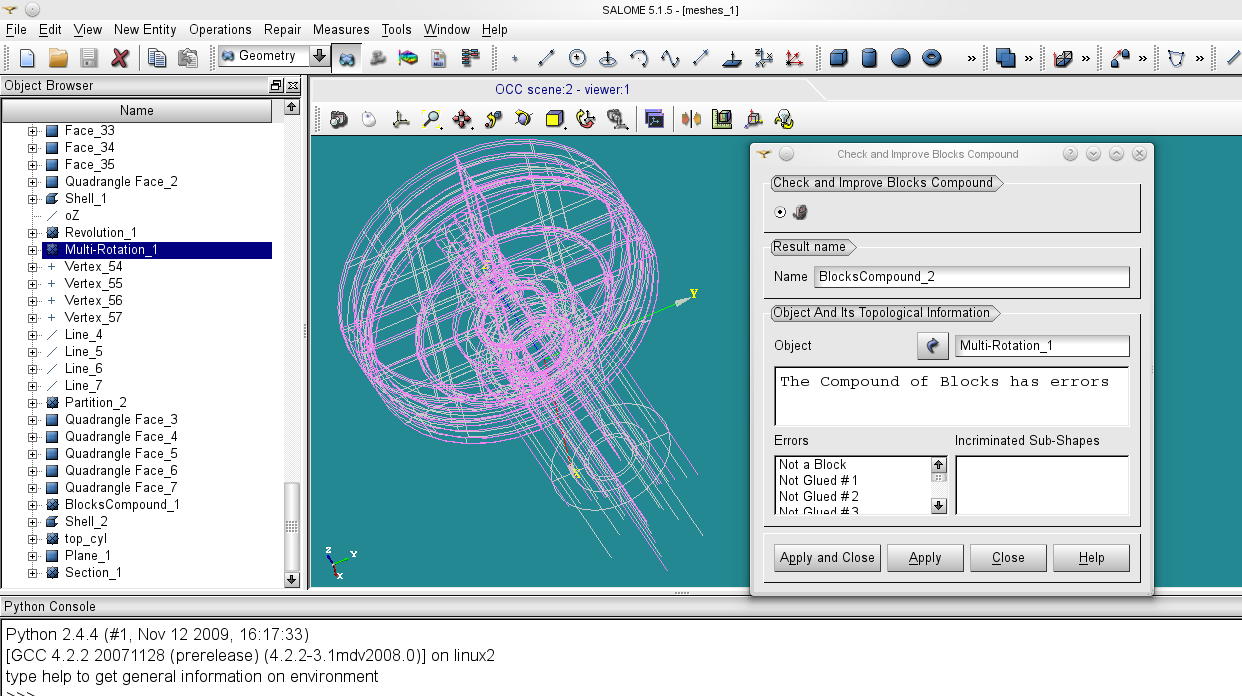 SALOME 5.1.5 - [meshes_1]
File Edit View New Entity Operations Repair Measures Tools Window Help
Geometry
Object Browser
Name
Face_33
Face_34
Face_35
Quadrangle Face_2
Shell_1
oZ
Revolution_1
Multi-Rotation_1
Vertex_54
Vertex_55
Vertex_56
Vertex_57
Line_4
Line_5
Line_6
Line_7
Partition_2
Quadrangle Face_3
Quadrangle Face_4
Quadrangle Face_5
Quadrangle Face_6
Quadrangle Face_7
BlocksCompound_1
Shell_2
top_cyl
Plane_1
Section_1
OCC scene:2 - viewer:1
Y
X
Z
Y
X
Check and Improve Blocks Compound
Check and Improve Blocks Compound
Result name
Name BlocksCompound_2
Object And Its Topological Information
Object Multi-Rotation_1
The Compound of Blocks has errors
Errors Incriminated Sub-Shapes
Not a Block
Not Glued #1
Not Glued #2
Not Glued #3
Apply and Close Apply Close Help
Python Console
Python 2.4.4 (#1, Nov 12 2009, 16:17:33)
[GCC 4.2.2 20071128 (prerelease) (4.2.2-3.1mdv2008.0)] on linux2
type help to get general information on environment
>>>